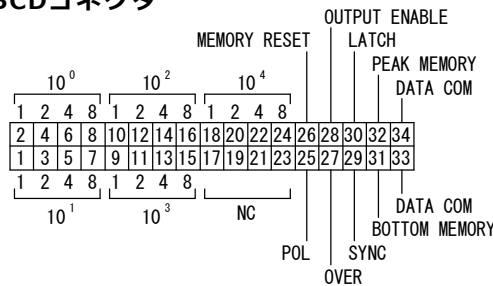 BCDコネクタ
OUTPUT ENABLE
MEMORY RESET LATCH
PEAK MEMORY
10⁰ 10² 10⁴ DATA COM
1 2 4 8 1 2 4 8 1 2 4 8
2 4 6 8 10 12 14 16 18 20 22 24 26 28 30 32 34
1 3 5 7 9 11 13 15 17 19 21 23 25 27 29 31 33
1 2 4 8 1 2 4 8
10¹ 10³ NC DATA COM
BOTTOM MEMORY
POL SYNC
OVER